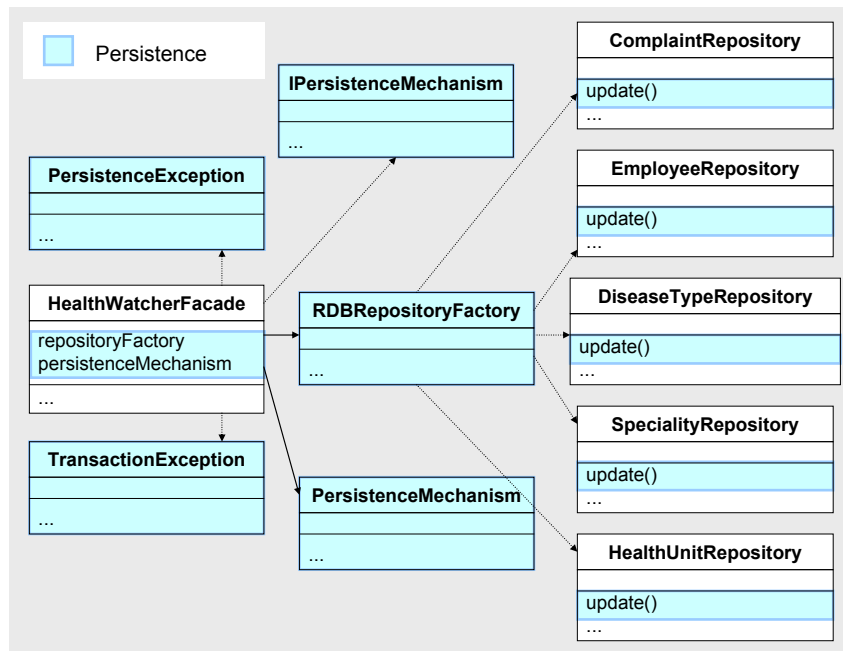 Persistence
IPersistenceMechanism
...
PersistenceException
...
HealthWatcherFacade
repositoryFactory
persistenceMechanism
...
TransactionException
...
RDBRepositoryFactory
...
PersistenceMechanism
...
ComplaintRepository
update()
...
EmployeeRepository
update()
...
DiseaseTypeRepository
update()
...
SpecialityRepository
update()
...
HealthUnitRepository
update()
...